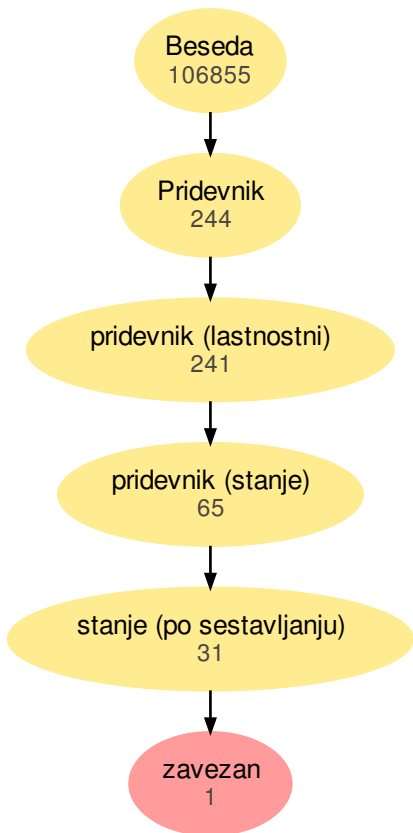 Beseda
106855
Pridevnik
244
pridevnik (lastnostni)
241
pridevnik (stanje)
65
stanje (po sestavljanju)
31
zavezan
1